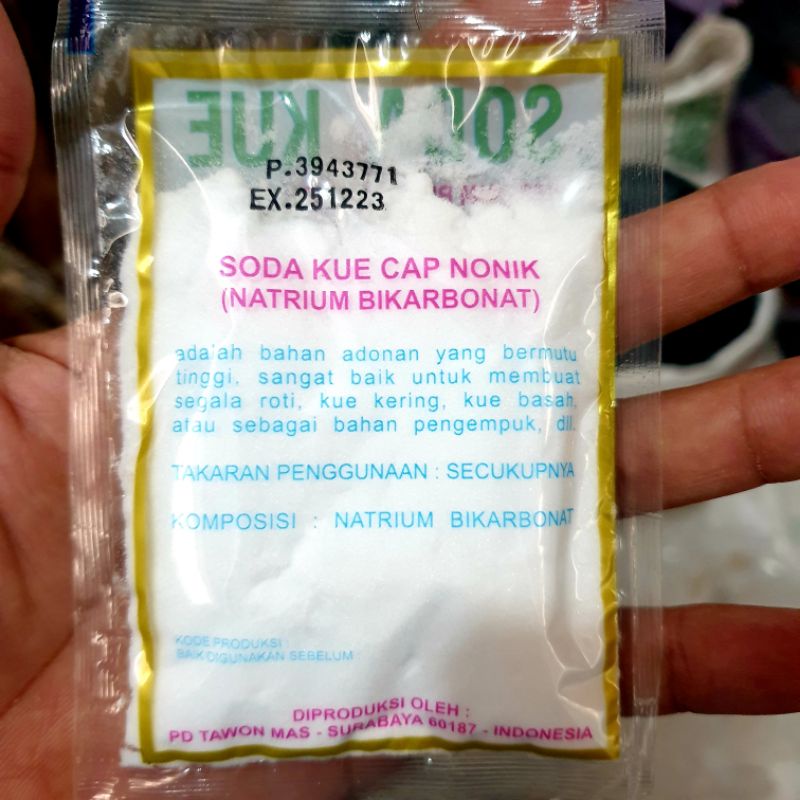 SODA KUE
P.3943771
EX.251223
SODA KUE CAP NONIK
(NATRIUM BIKARBONAT)
adalah bahan adonan yang bermutu
tinggi, sangat baik untuk membuat
segala roti, kue kering, kue basah,
atau sebagai bahan pengempuk, dll.
TAKARAN PENGGUNAAN : SECUKUPNYA
KOMPOSISI : NATRIUM BIKARBONAT
KODE PRODUKSI
BAIK DIGUNAKAN SEBELUM
DIPRODUKSI OLEH :
PD TAWON MAS - SURABAYA 60187 - INDONESIA